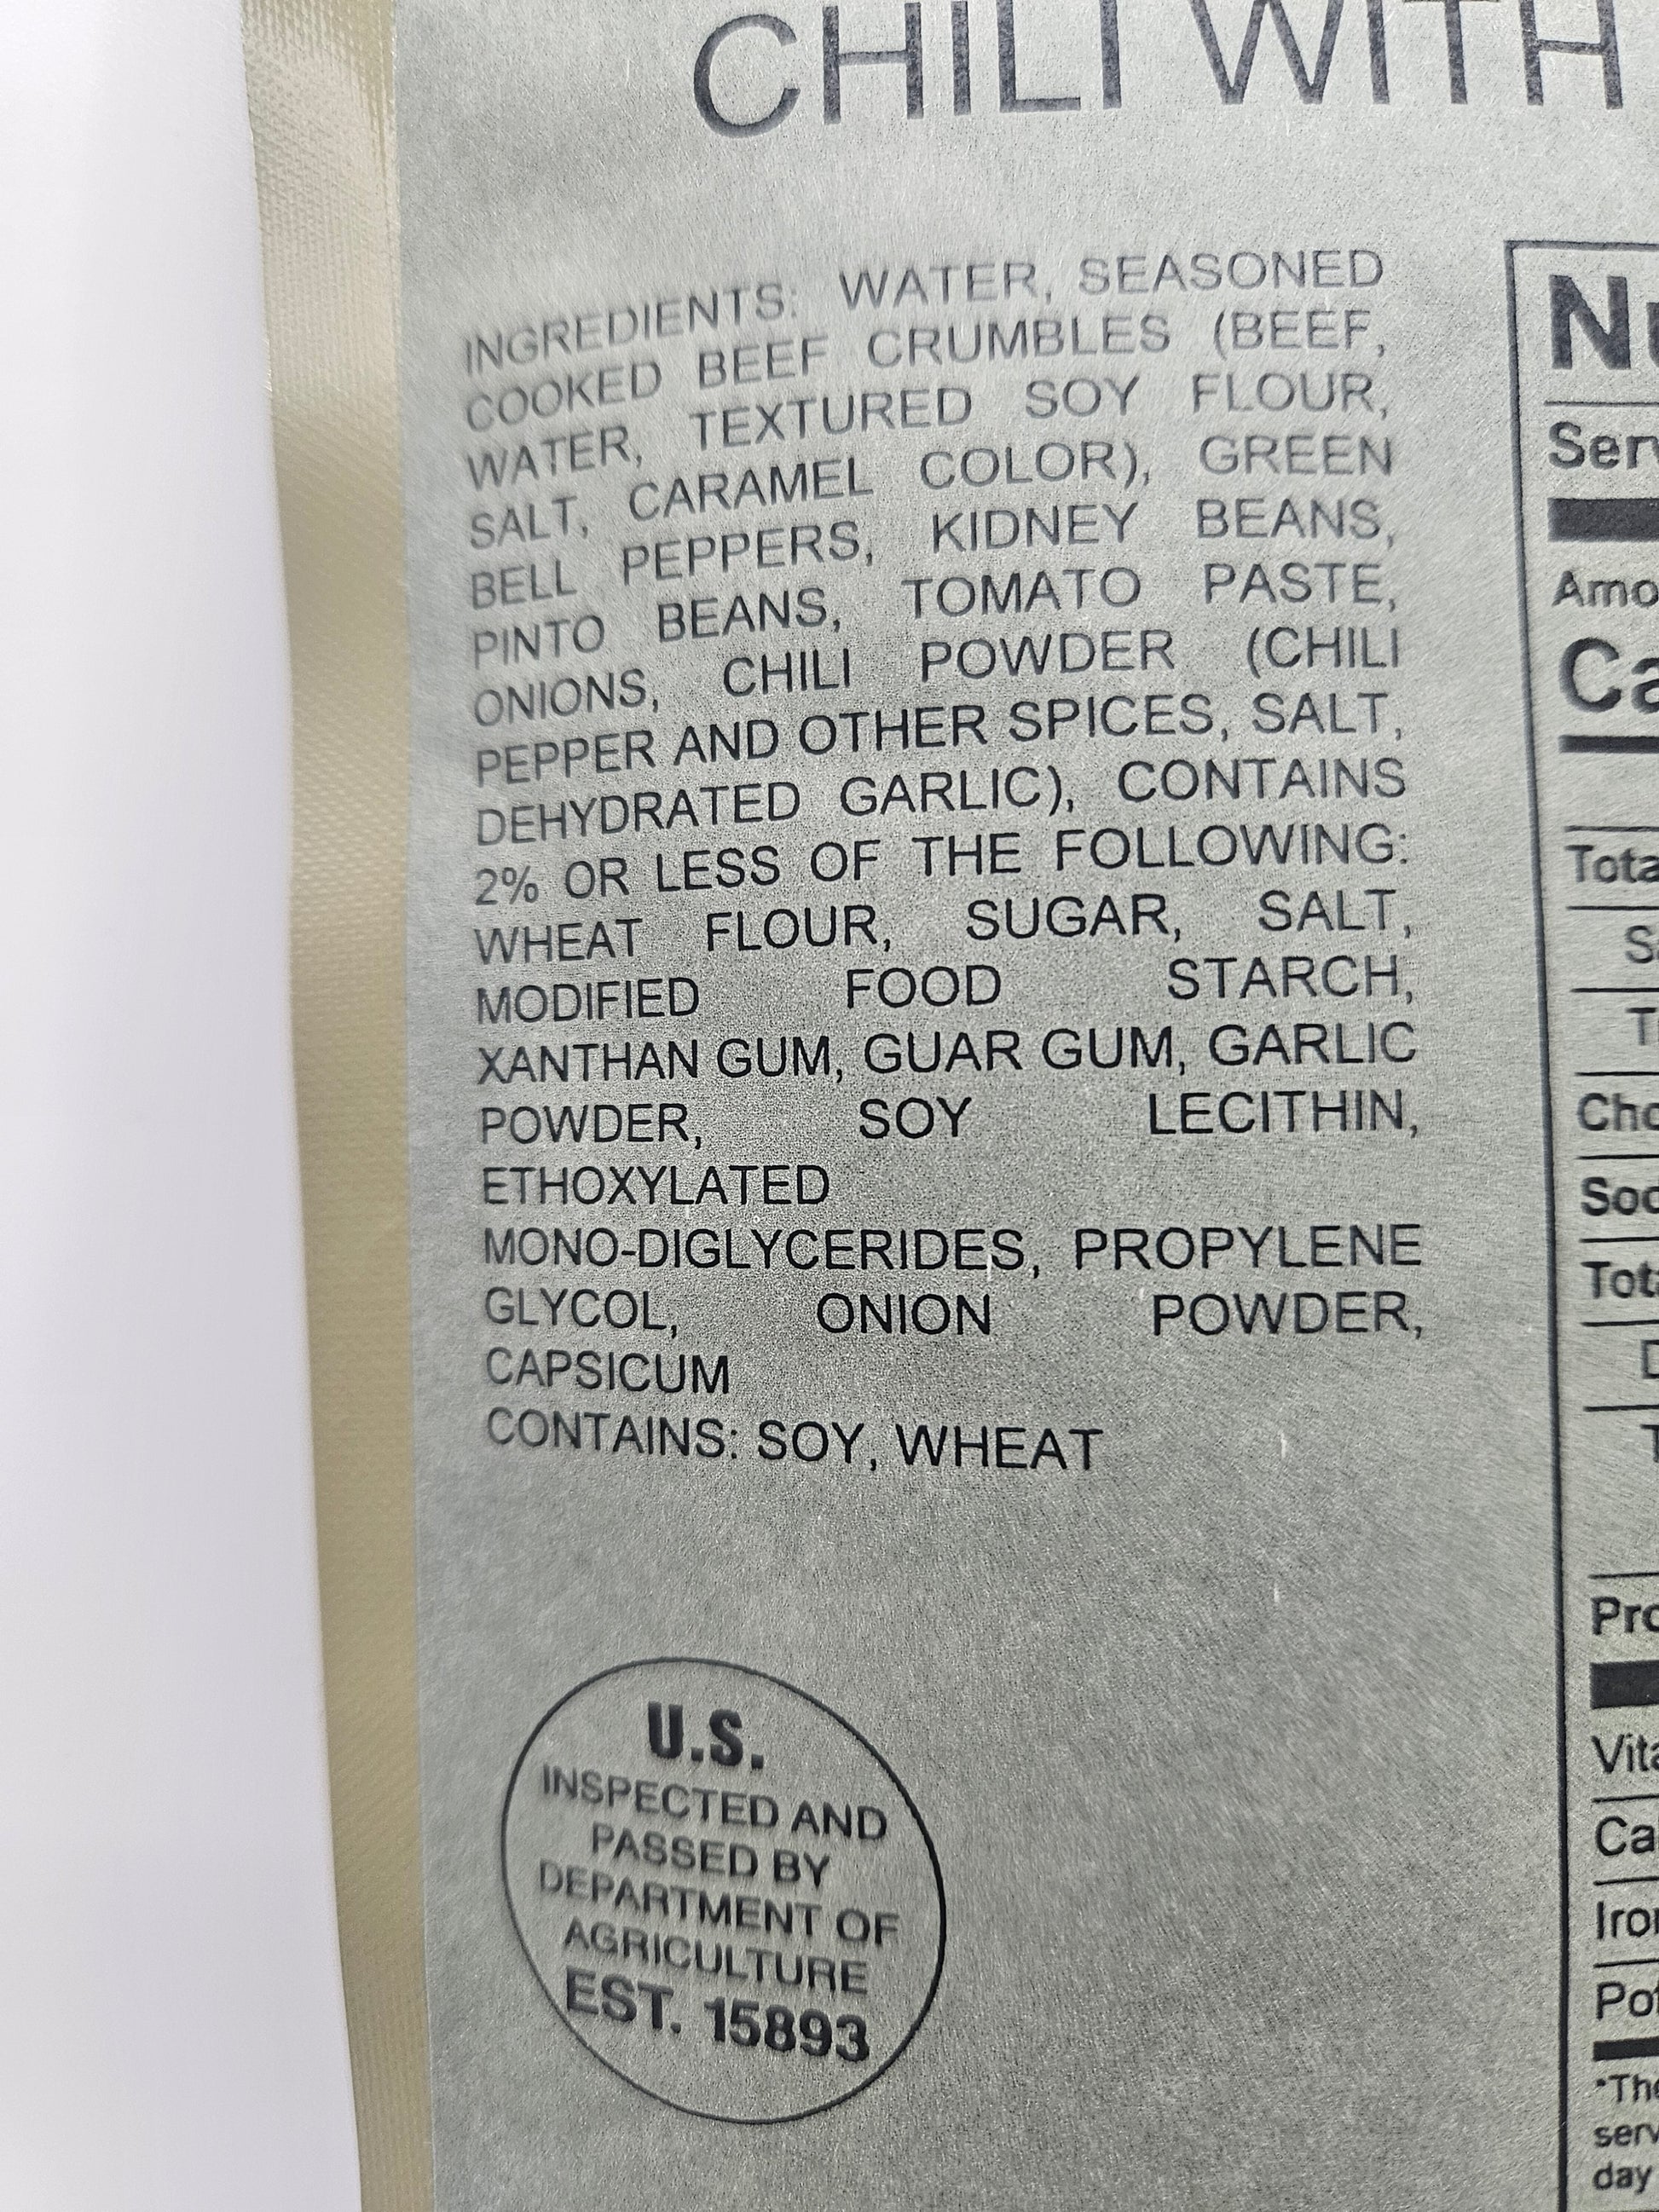 CHILI WITH
INGREDIENTS: WATER, SEASONED
COOKED BEEF CRUMBLES (BEEF,
WATER, TEXTURED SOY FLOUR,
SALT, CARAMEL COLOR), GREEN
BELL PEPPERS, KIDNEY BEANS,
PINTO BEANS, TOMATO PASTE,
ONIONS, CHILI POWDER (CHILI
PEPPER AND OTHER SPICES, SALT,
DEHYDRATED GARLIC), CONTAINS
2% OR LESS OF THE FOLLOWING:
WHEAT FLOUR, SUGAR, SALT,
MODIFIED FOOD STARCH,
XANTHAN GUM, GUAR GUM, GARLIC
POWDER, SOY LECITHIN,
ETHOXYLATED
MONO-DIGLYCERIDES, PROPYLENE
GLYCOL, ONION POWDER,
CAPSICUM
CONTAINS: SOY, WHEAT
U.S.
INSPECTED AND
PASSED BY
DEPARTMENT OF
AGRICULTURE
EST. 15893
day